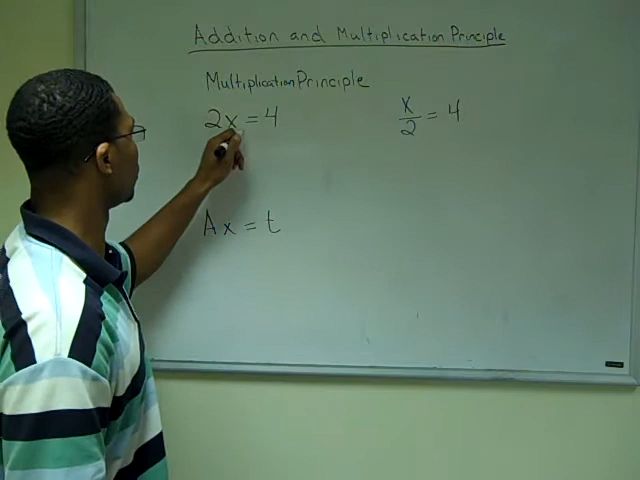 Addition and Multiplication Principle
Multiplication Principle
2x = 4
x/2 = 4
Ax = t